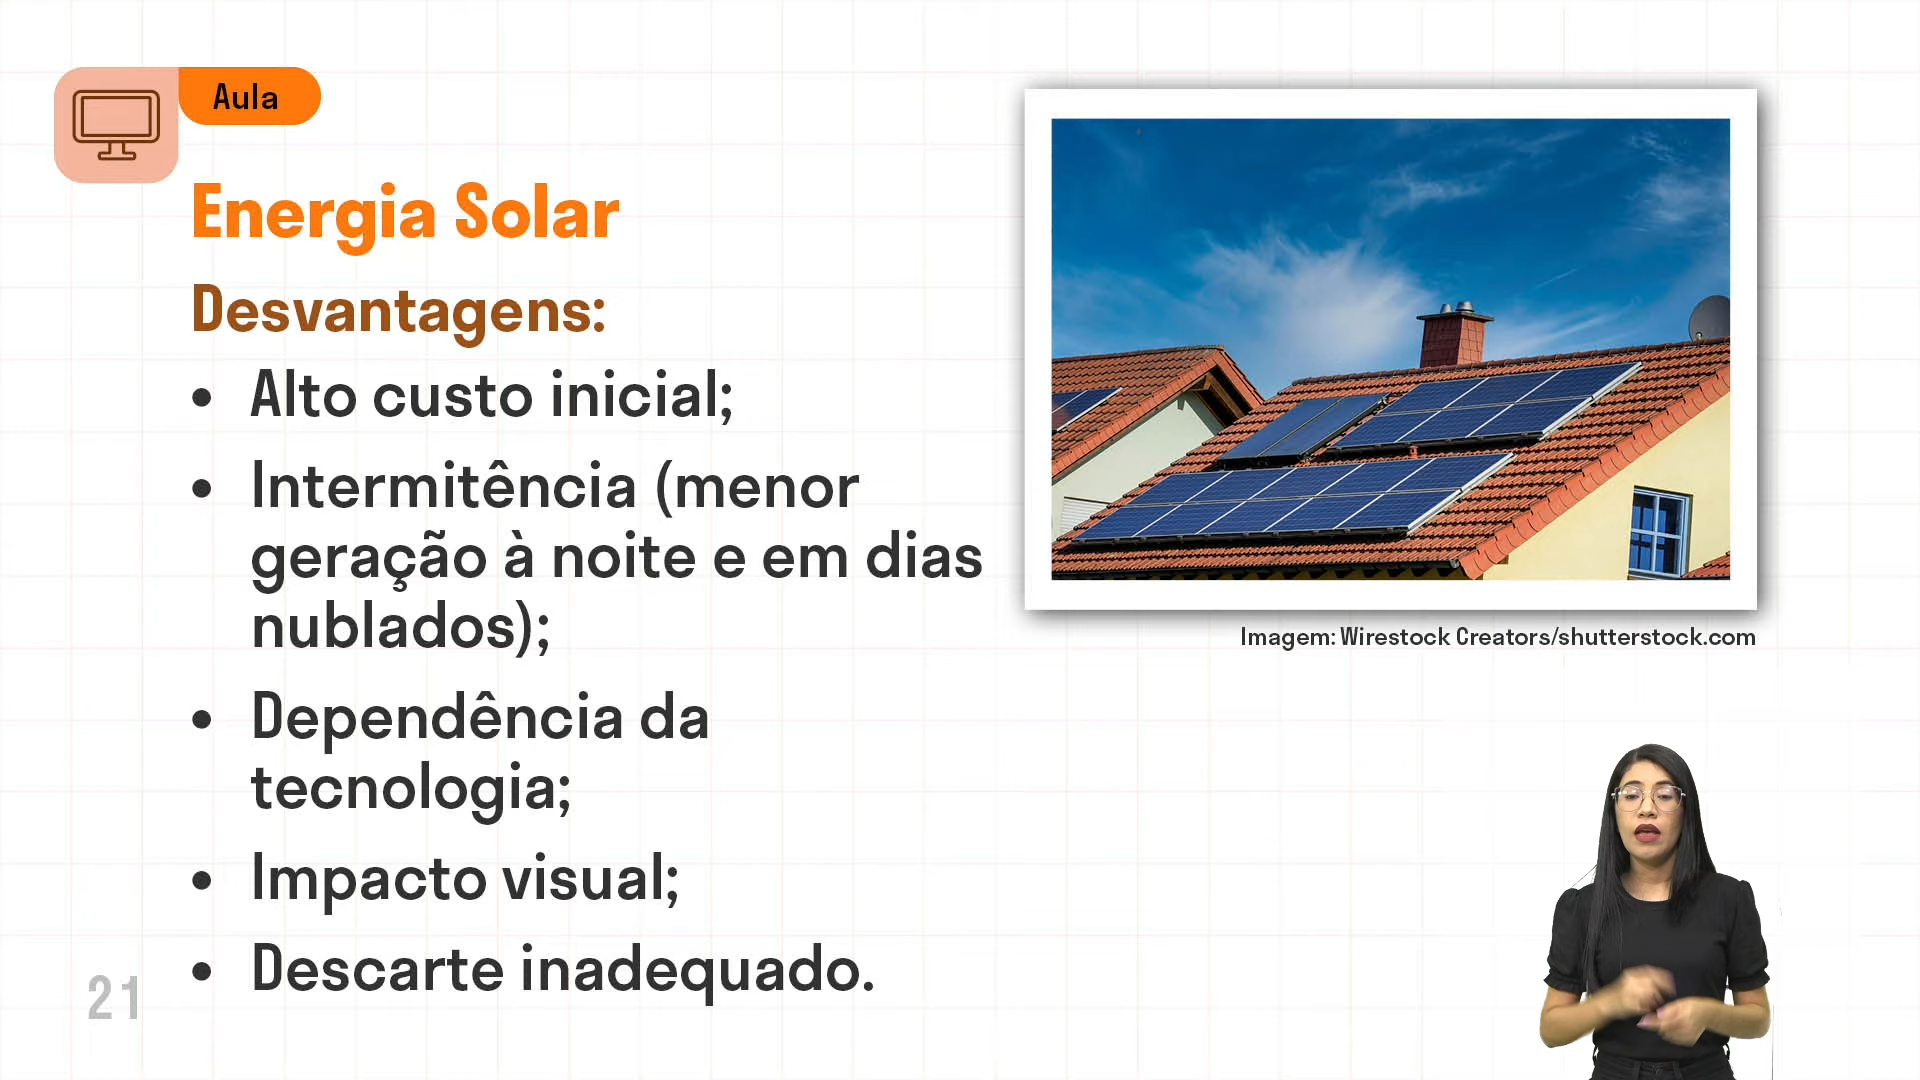 Aula
Energia Solar
Desvantagens:
• Alto custo inicial;
• Intermitência (menor
geração à noite e em dias
nublados);
• Dependência da
tecnologia;
• Impacto visual;
• Descarte inadequado.
Imagem: Wirestock Creators/shutterstock.com
21